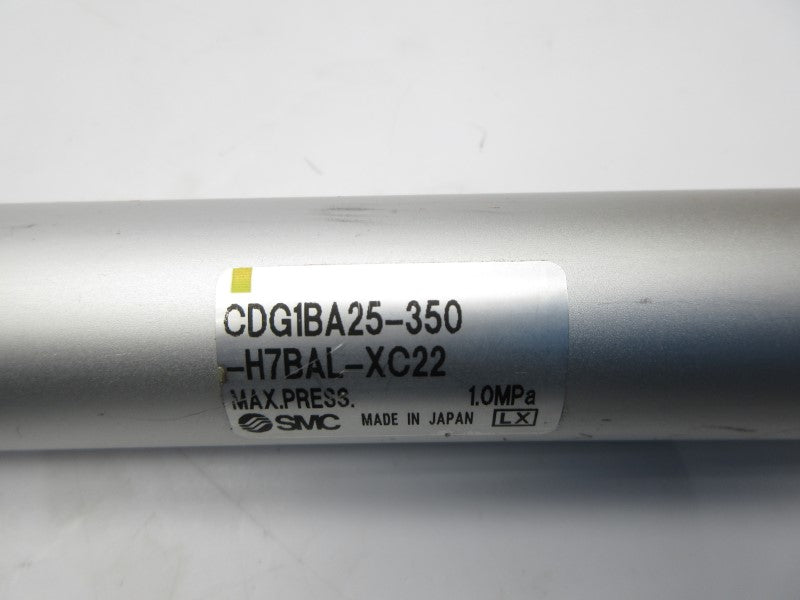 CDG1BA25-350
-H7BAL-XC22
MAX.PRESS. 1.0MPa
SMC MADE IN JAPAN LX